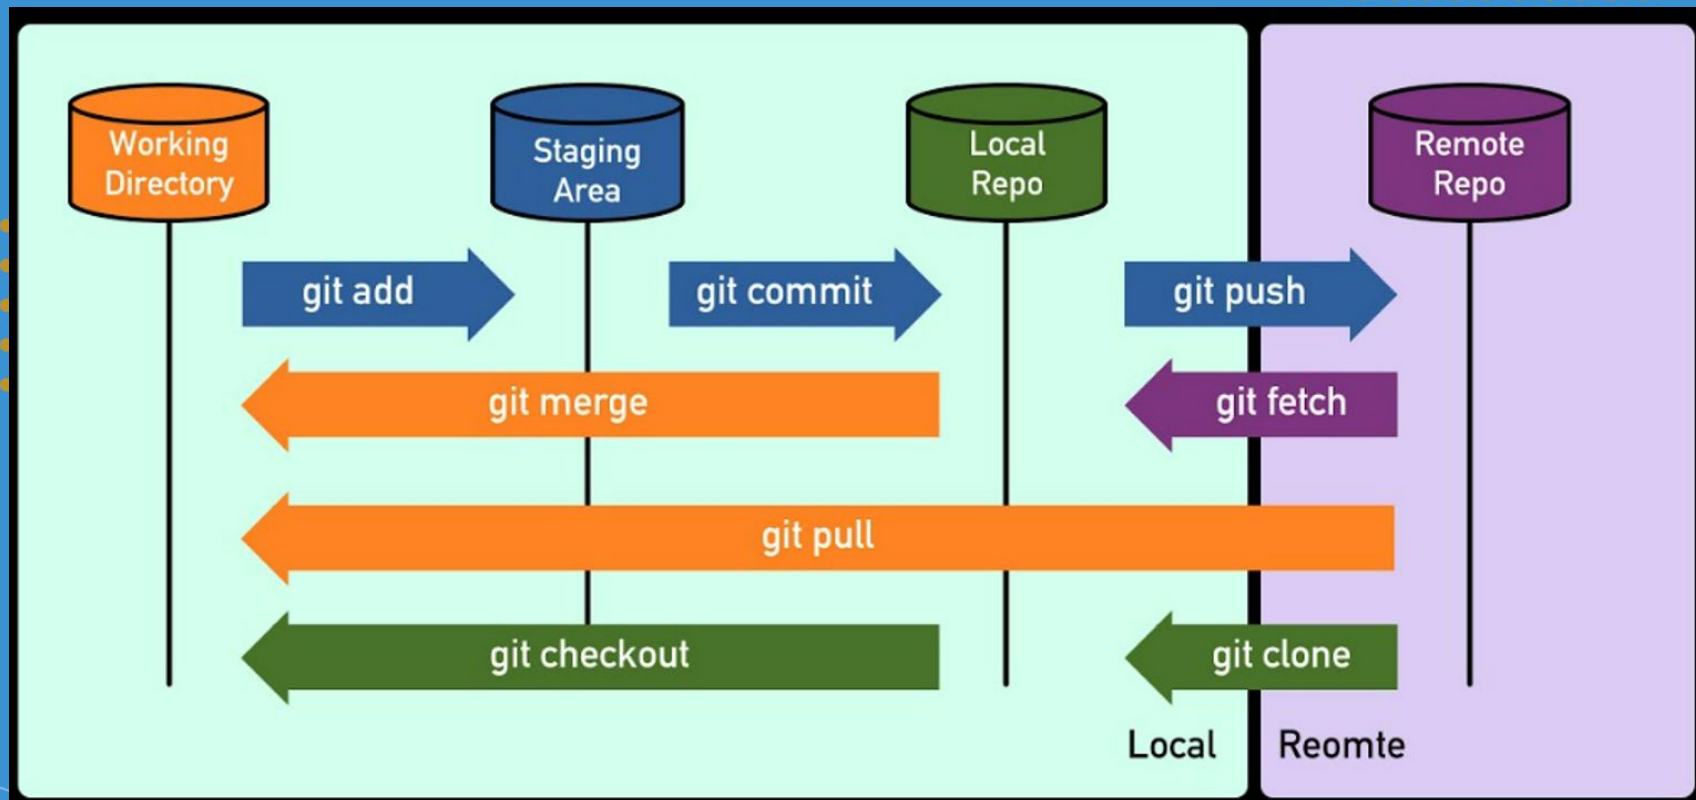 Working
Directory
Staging
Area
Local
Repo
Remote
Repo
git add
git commit
git push
git merge
git fetch
git pull
git checkout
git clone
Local
Reomte